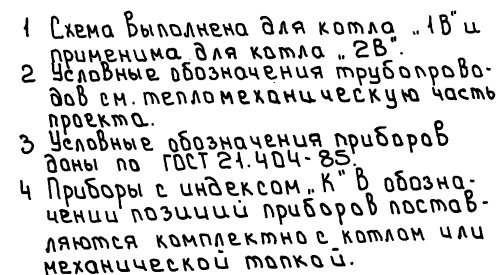 1 Схема выполнена для котла „1В" и
применима для котла „2В".
2 Условные обозначения трубопрово-
дов см. тепломеханическую часть
проекта.
3 Условные обозначения приборов
даны по ГОСТ 21.404-85.
4 Приборы с индексом „К" в обозна-
чении позиций приборов постав-
ляются комплектно с котлом или
механической топкой.